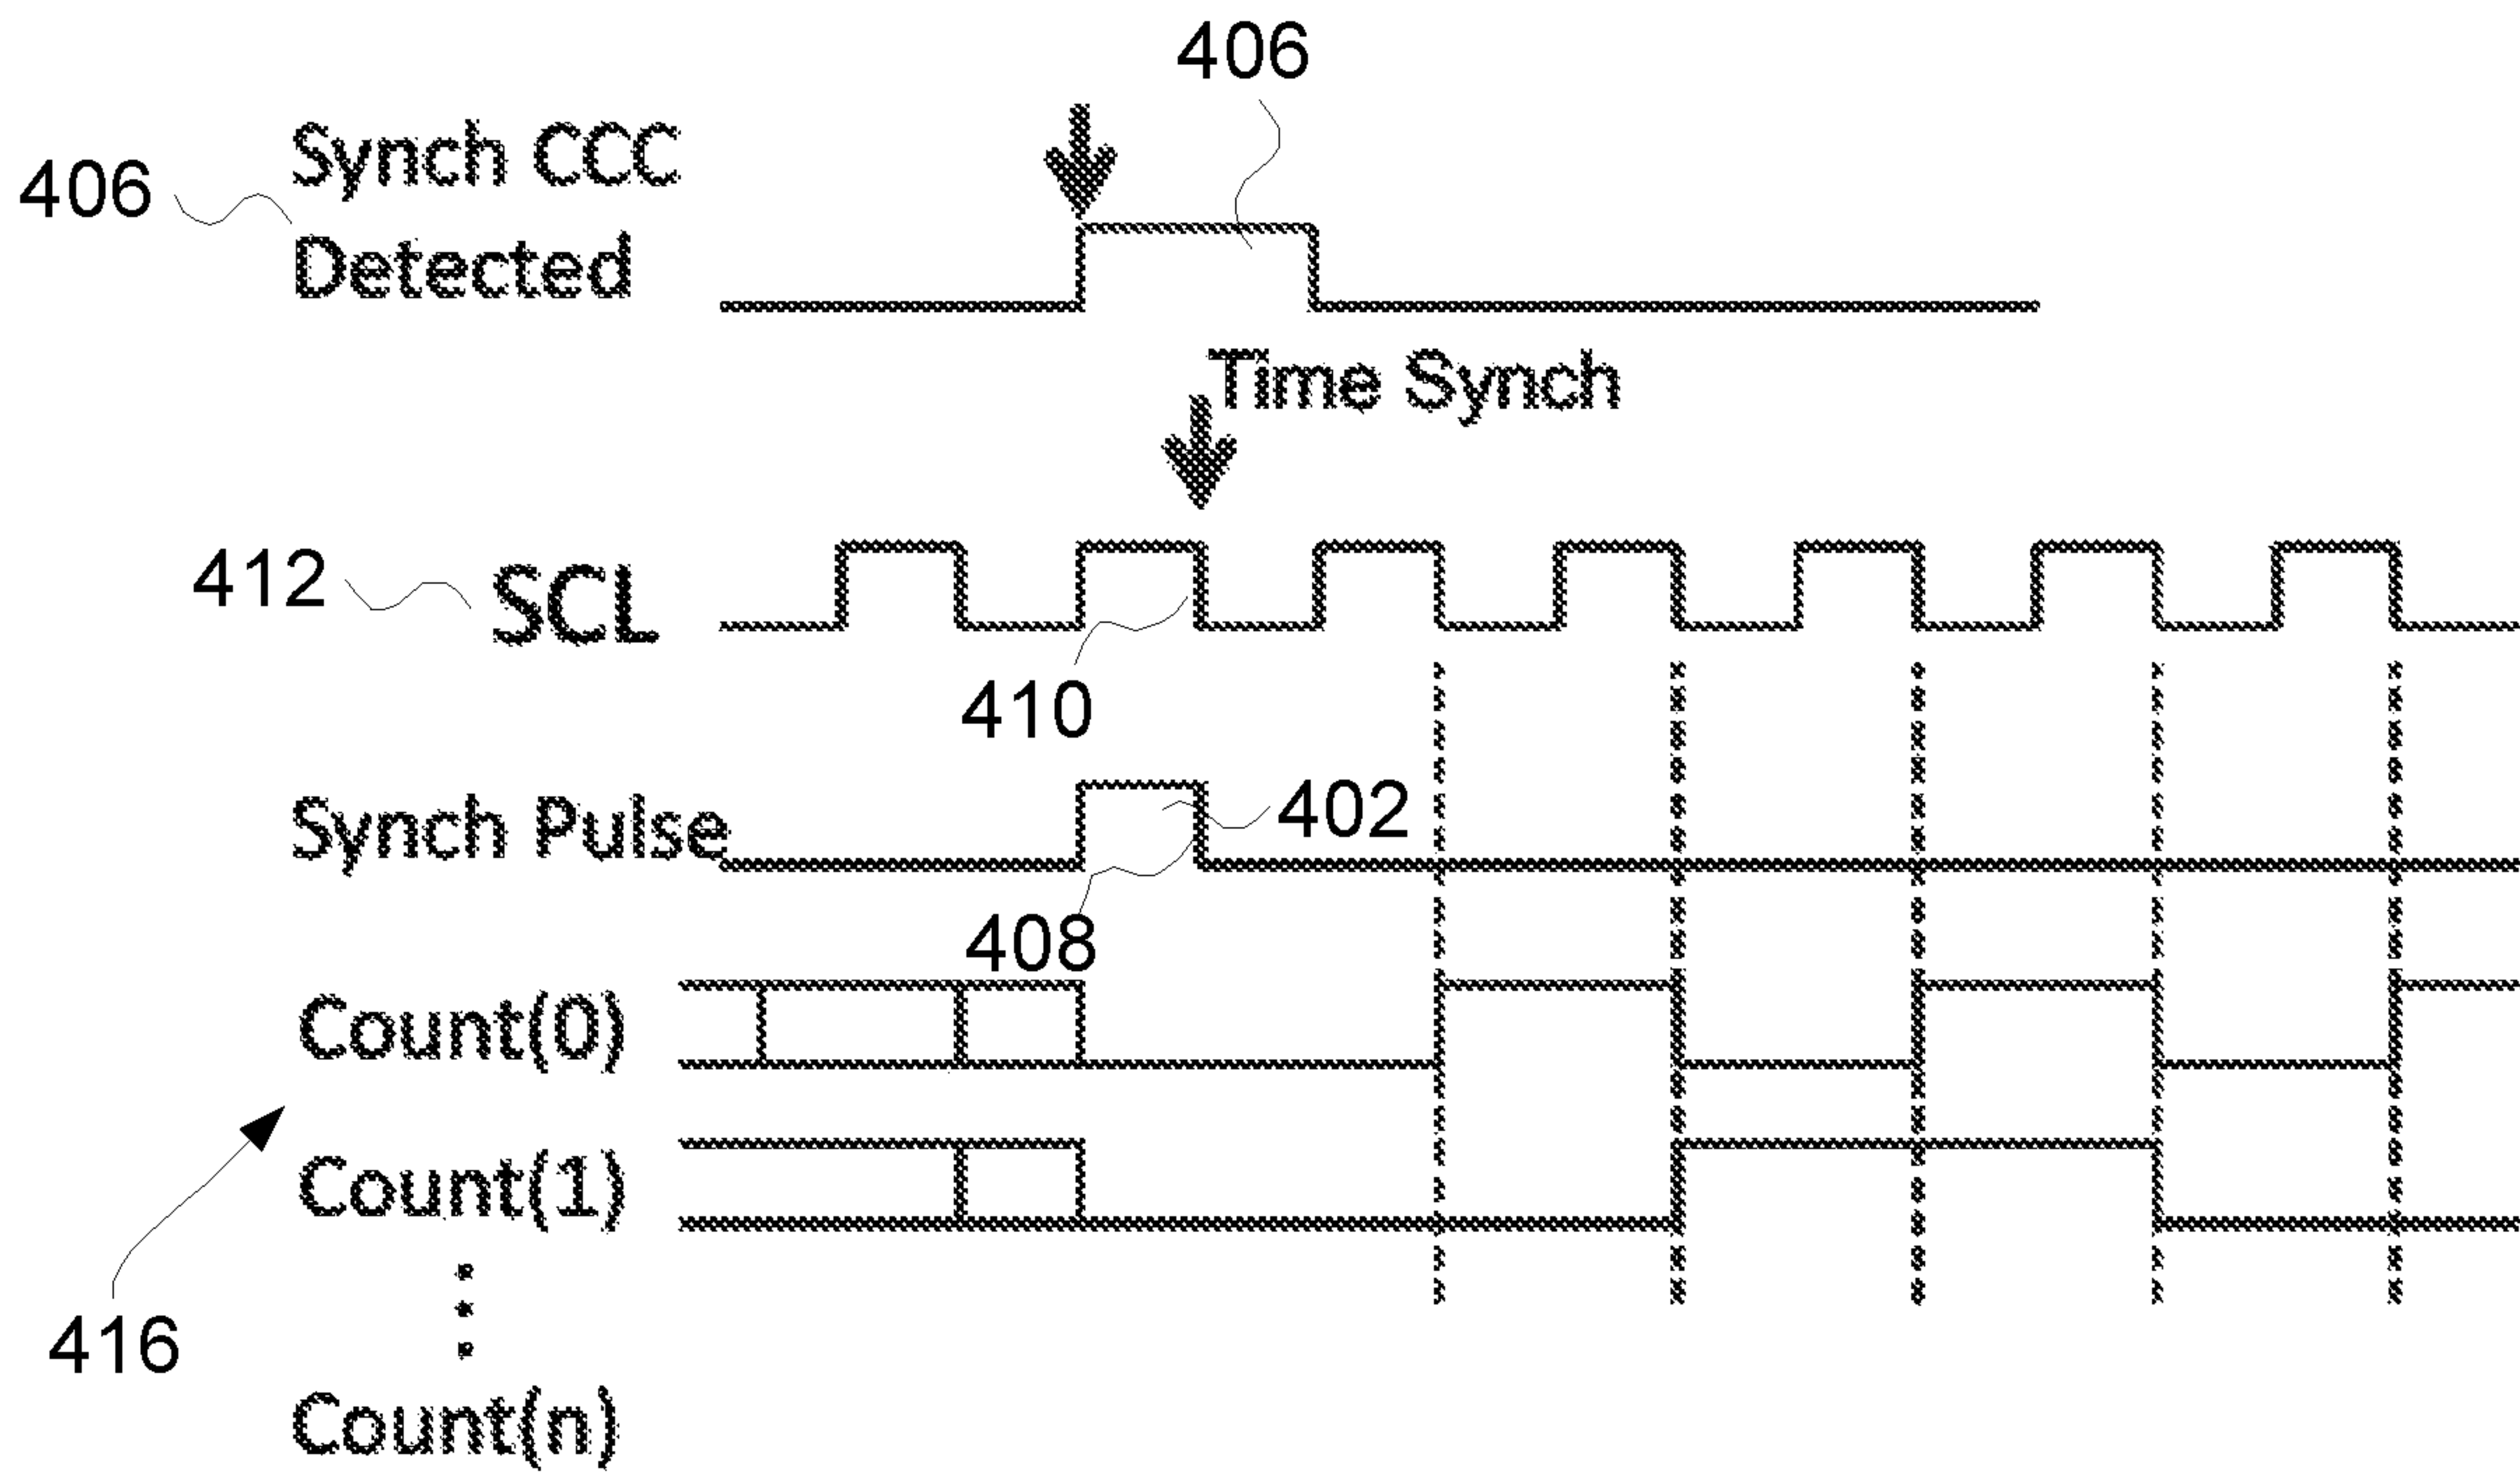 406
Synch CCC
406
Detected
Time Synch
412
SCL
410
Synch Pulse
402
408
Count(0)
Count(1)
416
Count(n)